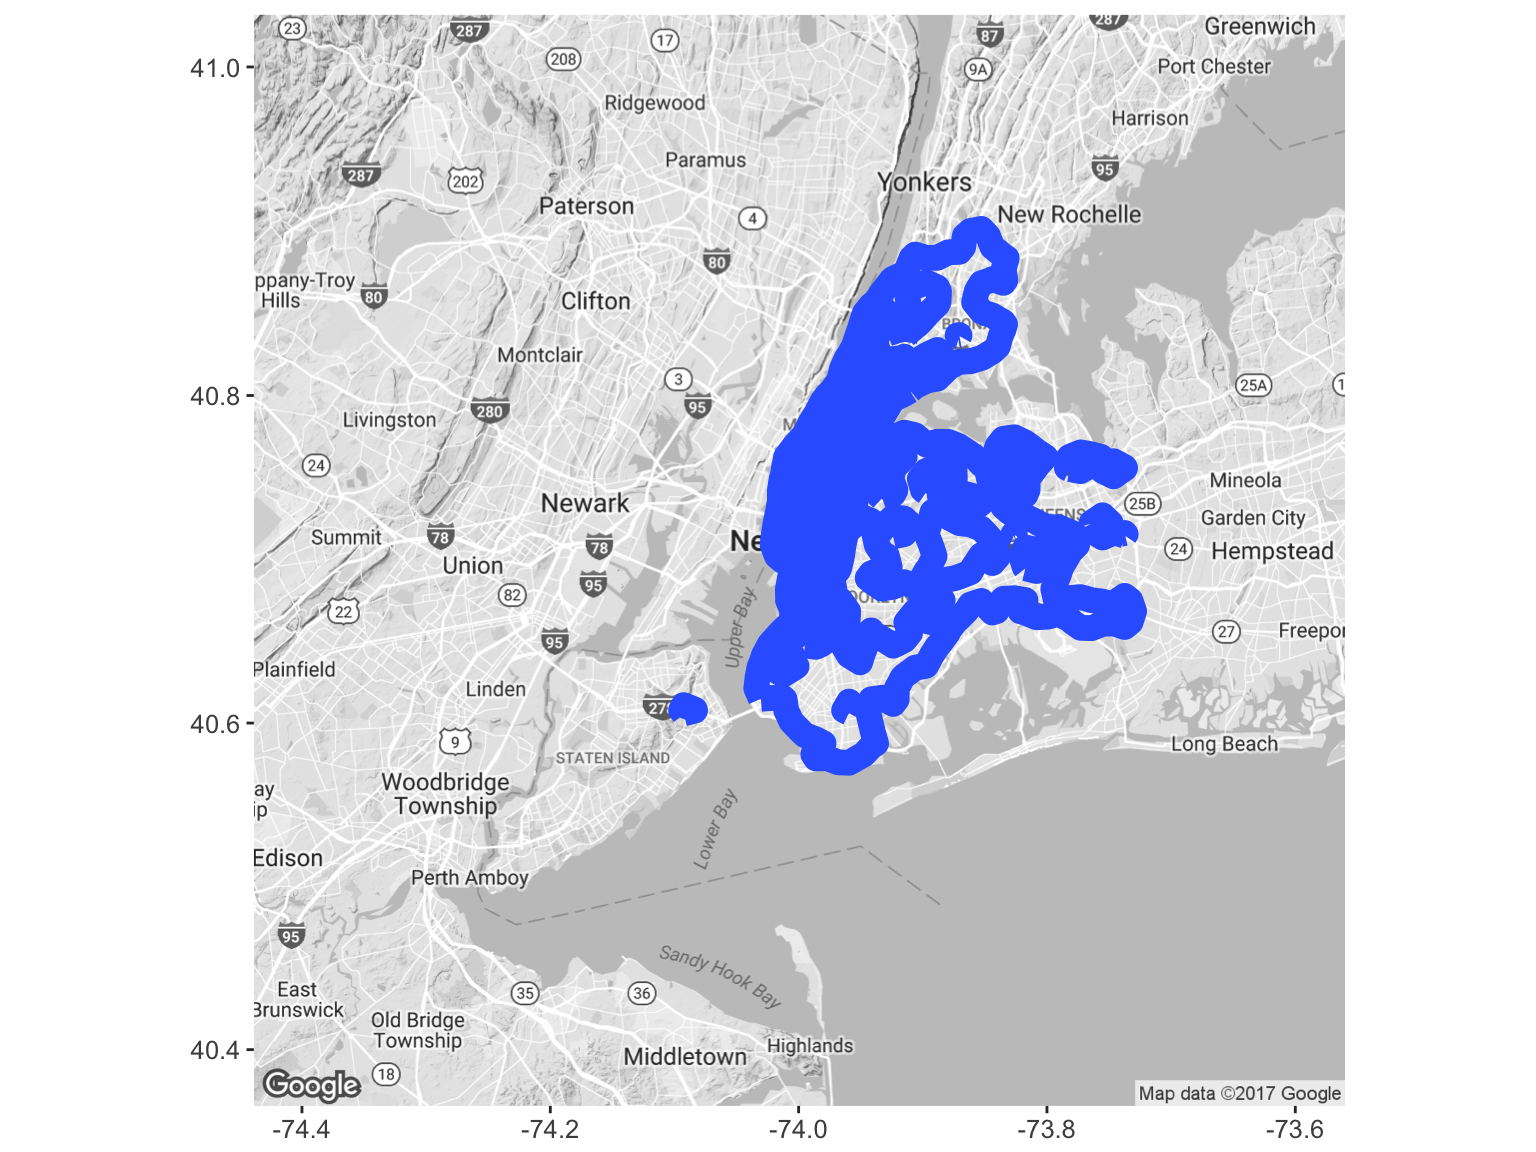 23
287
208
17
87
287
9A
Greenwich
Port Chester
41.0
Ridgewood
Harrison
Paramus
95
287
202
Yonkers
Paterson
4
New Rochelle
80
ppany-Troy
Hills
80
Clifton
BRON
Montclair
3
25A
1
40.8
280
95
Livingston
M
24
Mineola
Newark
25B
EENS
Garden City
Summit
78
78
Ne
24
Hempstead
Union
95
82
22
Upper Bay
27
Freepor
95
Plainfield
Linden
278
40.6
9
STATEN ISLAND
Long Beach
Woodbridge
Township
ay
ip
Lower Bay
Edison
Perth Amboy
95
Sandy Hook Bay
East
Brunswick
35
36
Old Bridge
Township
40.4
Middletown
Highlands
18
Google
Map data ©2017 Google
-74.4
-74.2
-74.0
-73.8
-73.6